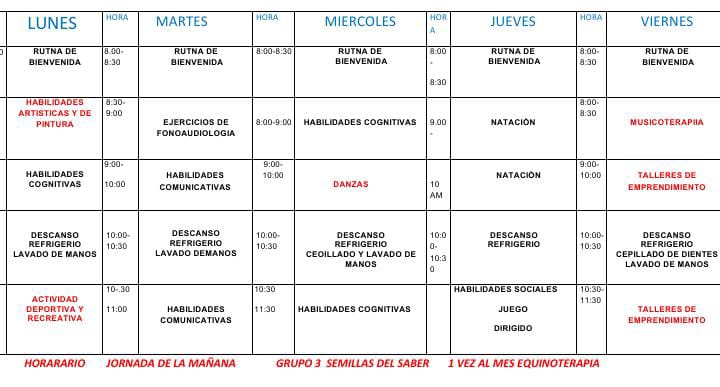 LUNES HORA MARTES HORA MIERCOLES HOR JUEVES HORA VIERNES
A
RUTNA DE 8.00- RUTNA DE 8:00-8:30 RUTNA DE 8:00 RUTNA DE 8:00- RUTNA DE
BIENVENIDA 8:30 BIENVENIDA BIENVENIDA - BIENVENIDA 8:30 BIENVENIDA
8:30
HABILIDADES 8:30- 8:00-
ARTISTICAS Y DE 9:00 8:30
PINTURA EJERCICIOS DE 8:00-9:00 HABILIDADES COGNITIVAS 9.00 NATACIÒN MUSICOTERAPIIA
FONOAUDIOLOGIA -
9:00- 9:00- 9:00-
HABILIDADES HABILIDADES 10:00 NATACIÒN 10:00 TALLERES DE
COGNITIVAS 10:00 COMUNICATIVAS DANZAS 10 EMPRENDIMIENTO
AM
DESCANSO 10:00- DESCANSO 10:00- DESCANSO 10:0 DESCANSO 10:00- DESCANSO
REFRIGERIO 10:30 REFRIGERIO 10:30 REFRIGERIO 0- REFRIGERIO 10:30 REFRIGERIO
LAVADO DE MANOS LAVADO DEMANOS CEOILLADO Y LAVADO DE 10:3 CEPILLADO DE DIENTES
MANOS 0 LAVADO DE MANOS
10-.30 10:30 HABILIDADES SOCIALES 10:30-
ACTIVIDAD 11:30
DEPORTIVA Y 11:00 HABILIDADES 11:30 HABILIDADES COGNITIVAS JUEGO TALLERES DE
RECREATIVA COMUNICATIVAS EMPRENDIMIENTO
DIRIGIDO
HORARARIO JORNADA DE LA MAÑANA GRUPO 3 SEMILLAS DEL SABER 1 VEZ AL MES EQUINOTERAPIA